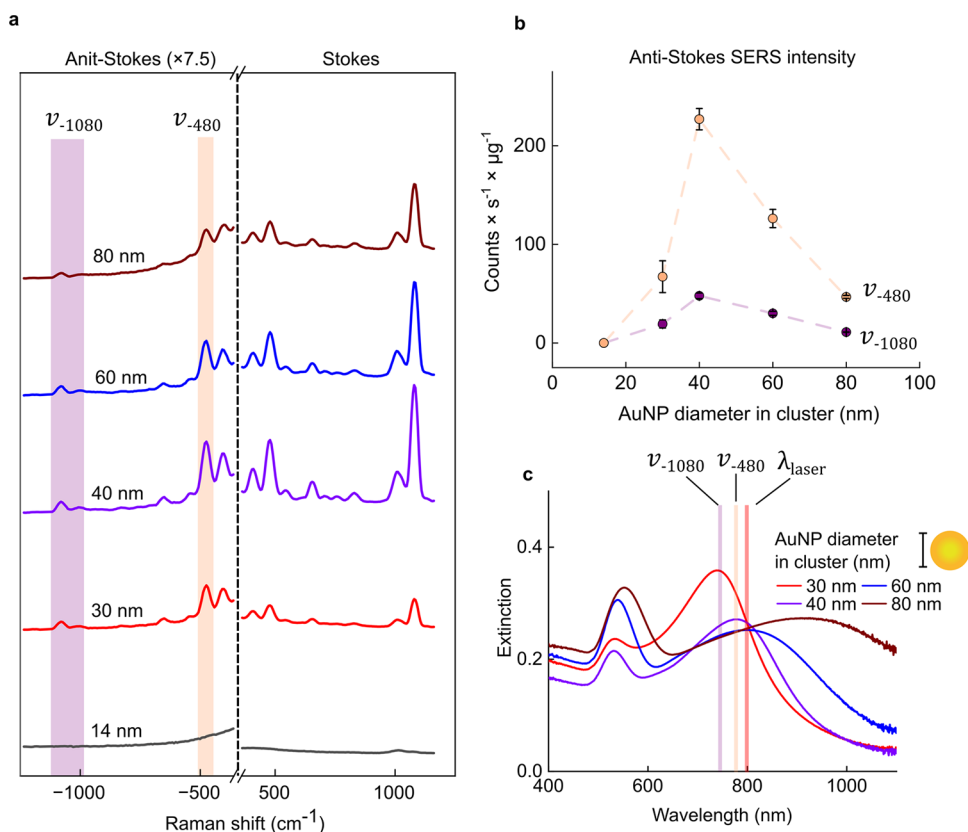 a
Anit-Stokes (×7.5)
Stokes
υ-1080
υ-480
80 nm
60 nm
40 nm
30 nm
14 nm
−1000
−500
500
1000
Raman shift (cm-1)
b
Anti-Stokes SERS intensity
Counts × s-1 × µg-1
200
100
0
υ-480
υ-1080
20
40
60
80
100
AuNP diameter in cluster (nm)
c
υ-1080
υ-480
λlaser
AuNP diameter
in cluster (nm)
30 nm
60 nm
40 nm
80 nm
Extinction
0.4
0.2
0.0
400
600
800
1000
Wavelength (nm)